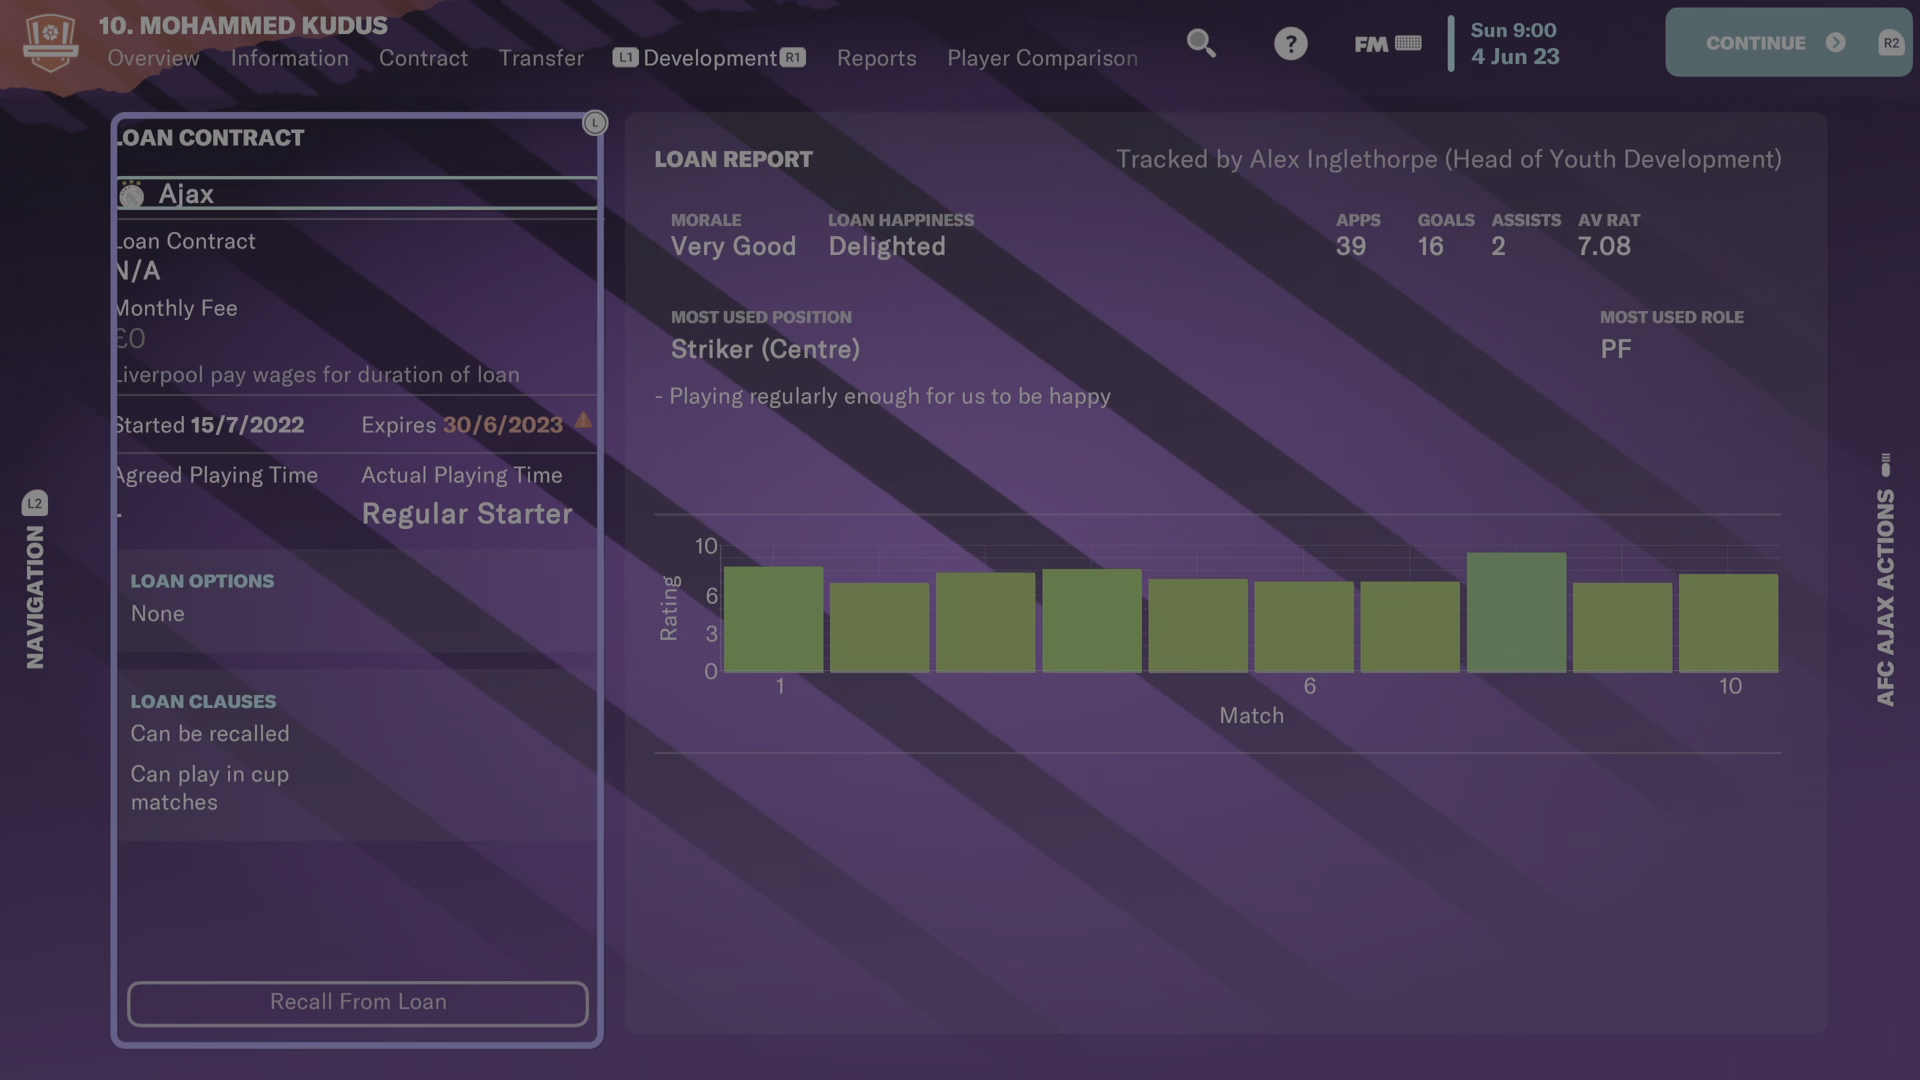 10. MOHAMMED KUDUS
Overview Information Contract Transfer L1 Development R1 Reports Player Comparison
?
FM
Sun 9:00
4 Jun 23
CONTINUE R2
LOAN CONTRACT
L
Ajax
Loan Contract
N/A
Monthly Fee
£0
Liverpool pay wages for duration of loan
Started 15/7/2022 Expires 30/6/2023
Agreed Playing Time Actual Playing Time
- Regular Starter
LOAN OPTIONS
None
LOAN CLAUSES
Can be recalled
Can play in cup
matches
Recall From Loan
LOAN REPORT
Tracked by Alex Inglethorpe (Head of Youth Development)
MORALE LOAN HAPPINESS APPS GOALS ASSISTS AV RAT
Very Good Delighted 39 16 2 7.08
MOST USED POSITION MOST USED ROLE
Striker (Centre) PF
- Playing regularly enough for us to be happy
10
6
3
0
Rating
1 6 10
Match
NAVIGATION L2
AFC AJAX ACTIONS